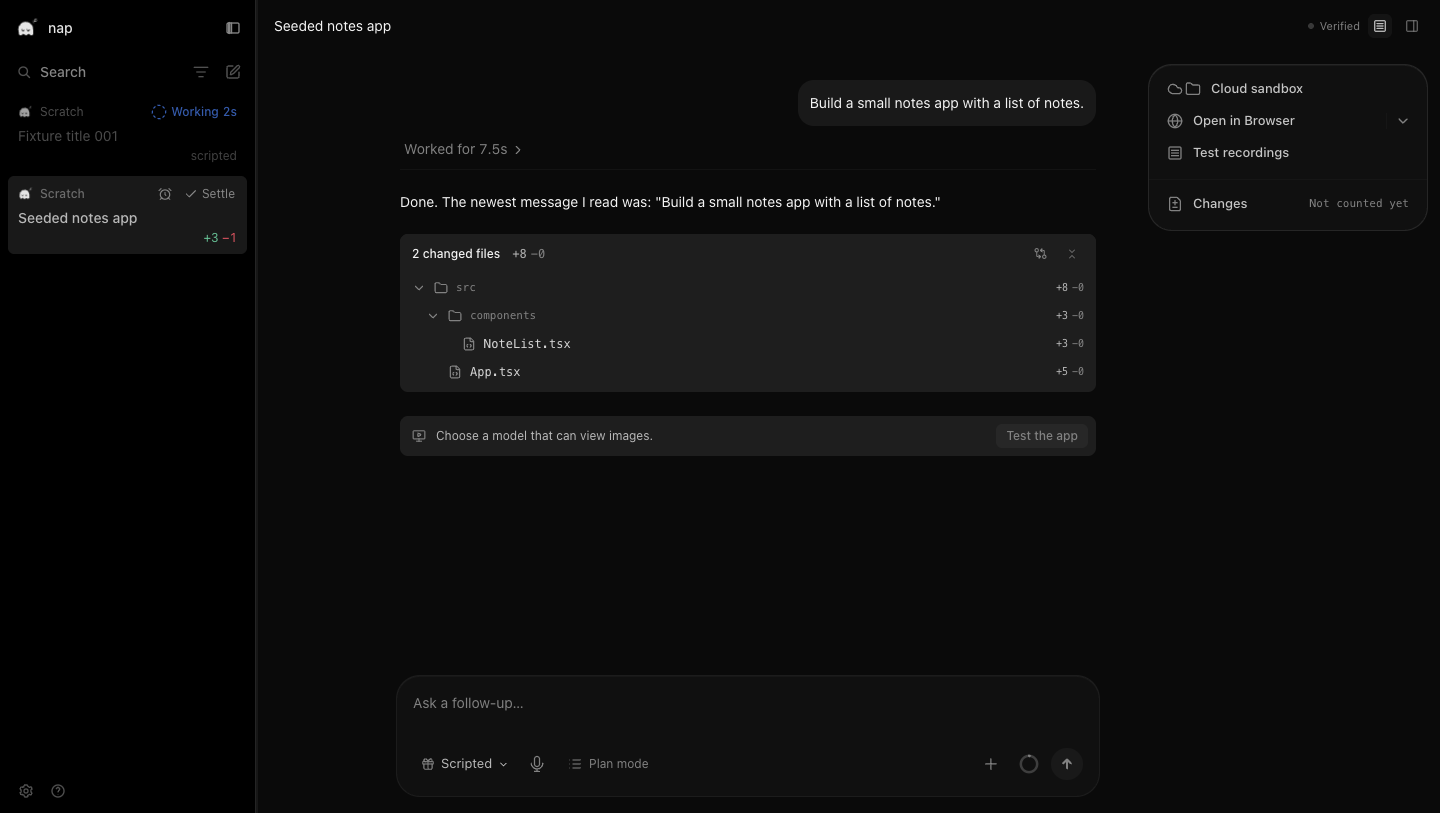 nap
Search
Scratch
Working 2s
Fixture title 001
scripted
Scratch
Settle
Seeded notes app
+3 −1
Seeded notes app
Verified
Build a small notes app with a list of notes.
Worked for 7.5s
Done. The newest message I read was: "Build a small notes app with a list of notes."
2 changed files +8 −0
src +8 −0
components +3 −0
NoteList.tsx +3 −0
App.tsx +5 −0
Choose a model that can view images.
Test the app
Cloud sandbox
Open in Browser
Test recordings
Changes Not counted yet
Ask a follow-up...
Scripted
Plan mode